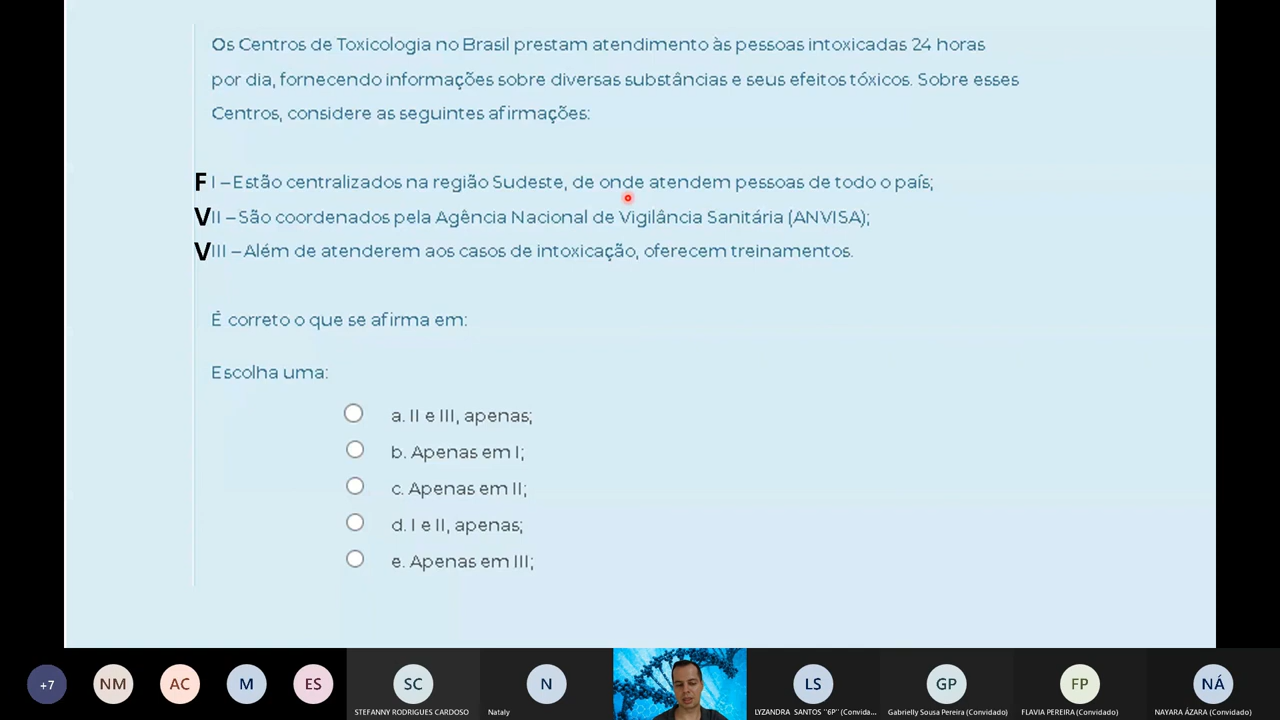 Os Centros de Toxicologia no Brasil prestam atendimento às pessoas intoxicadas 24 horas
por dia, fornecendo informações sobre diversas substâncias e seus efeitos tóxicos. Sobre esses
Centros, considere as seguintes afirmações:
F I – Estão centralizados na região Sudeste, de onde atendem pessoas de todo o país;
V II – São coordenados pela Agência Nacional de Vigilância Sanitária (ANVISA);
V III – Além de atenderem aos casos de intoxicação, oferecem treinamentos.
É correto o que se afirma em:
Escolha uma:
a. II e III, apenas;
b. Apenas em I;
c. Apenas em II;
d. I e II, apenas;
e. Apenas em III;
+7 NM AC M ES SC N LS GP FP NÁ
STEFANNY RODRIGUES CARDOSO Nataly LYZANDRA SANTOS "6P" (Convida... Gabrielly Sousa Pereira (Convidado) FLAVIA PEREIRA (Convidado) NAYARA ÁZARA (Convidado)